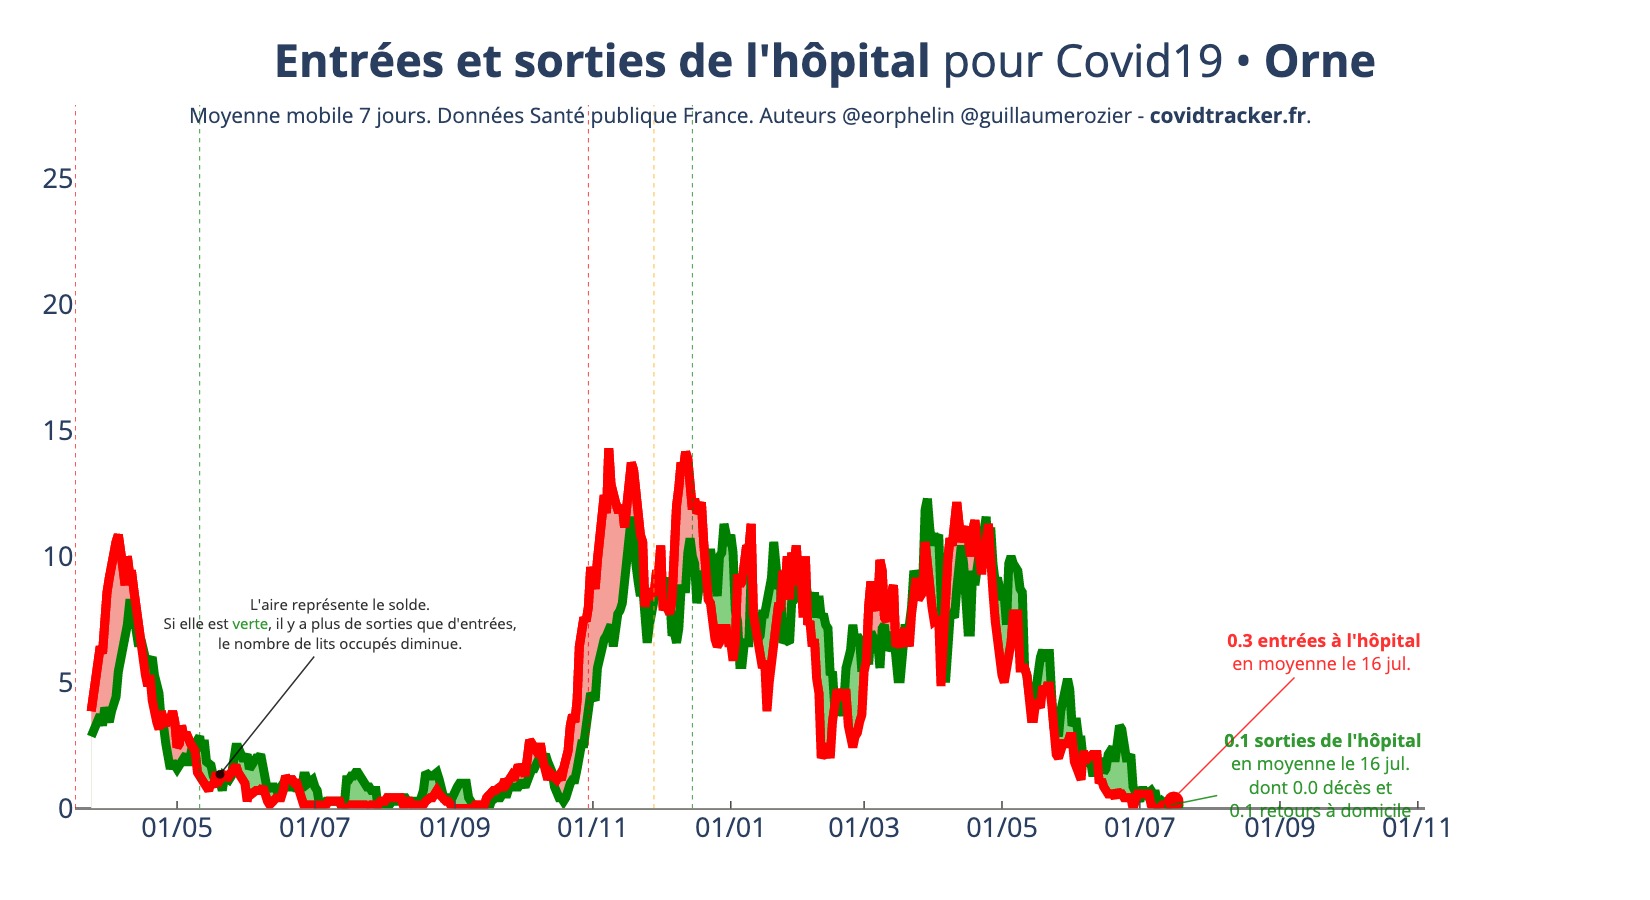 Entrées et sorties de l'hôpital pour Covid19 • Orne
Moyenne mobile 7 jours. Données Santé publique France. Auteurs @eorphelin @guillaumerozier - covidtracker.fr.
25
20
15
10
L'aire représente le solde.
Si elle est verte, il y a plus de sorties que d'entrées,
le nombre de lits occupés diminue.
0.3 entrées à l'hôpital
en moyenne le 16 jul.
5
0.1 sorties de l'hôpital
en moyenne le 16 jul.
dont 0.0 décès et
0.1 retours à domicile
0
01/05 01/07 01/09 01/11 01/01 01/03 01/05 01/07 01/09 01/11